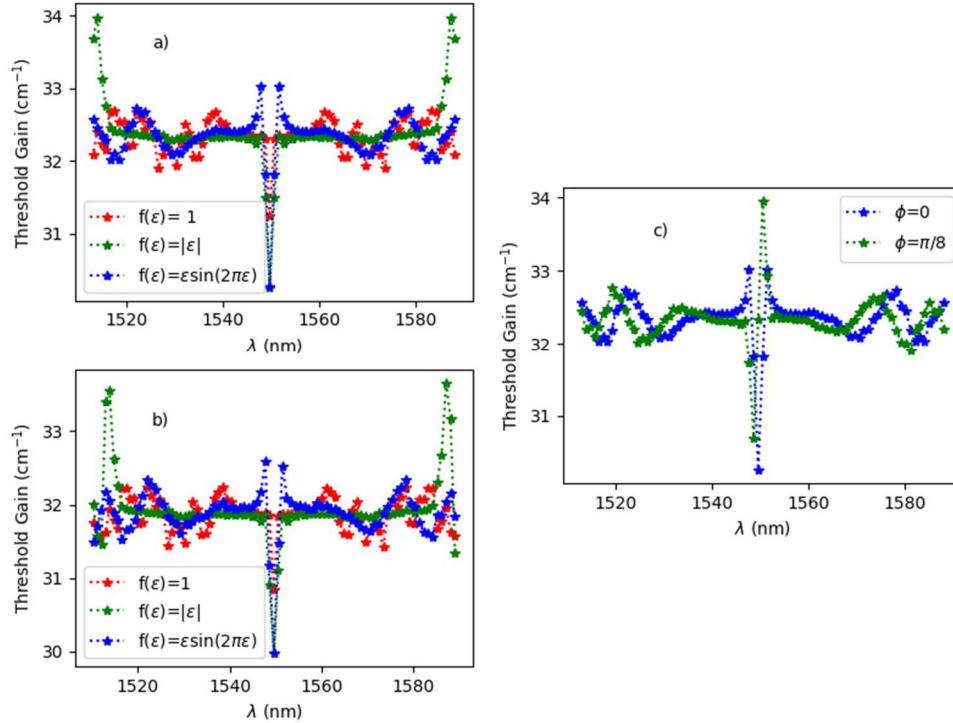 34
33
32
31
Threshold Gain (cm⁻¹)
a)
f(ε)= 1
f(ε)=|ε|
f(ε)=εsin(2πε)
1520 1540 1560 1580
λ (nm)
33
32
31
30
Threshold Gain (cm⁻¹)
b)
f(ε)=1
f(ε)=|ε|
f(ε)=εsin(2πε)
1520 1540 1560 1580
λ (nm)
34
33
32
31
Threshold Gain (cm⁻¹)
c)
ϕ=0
ϕ=π/8
1520 1540 1560 1580
λ (nm)